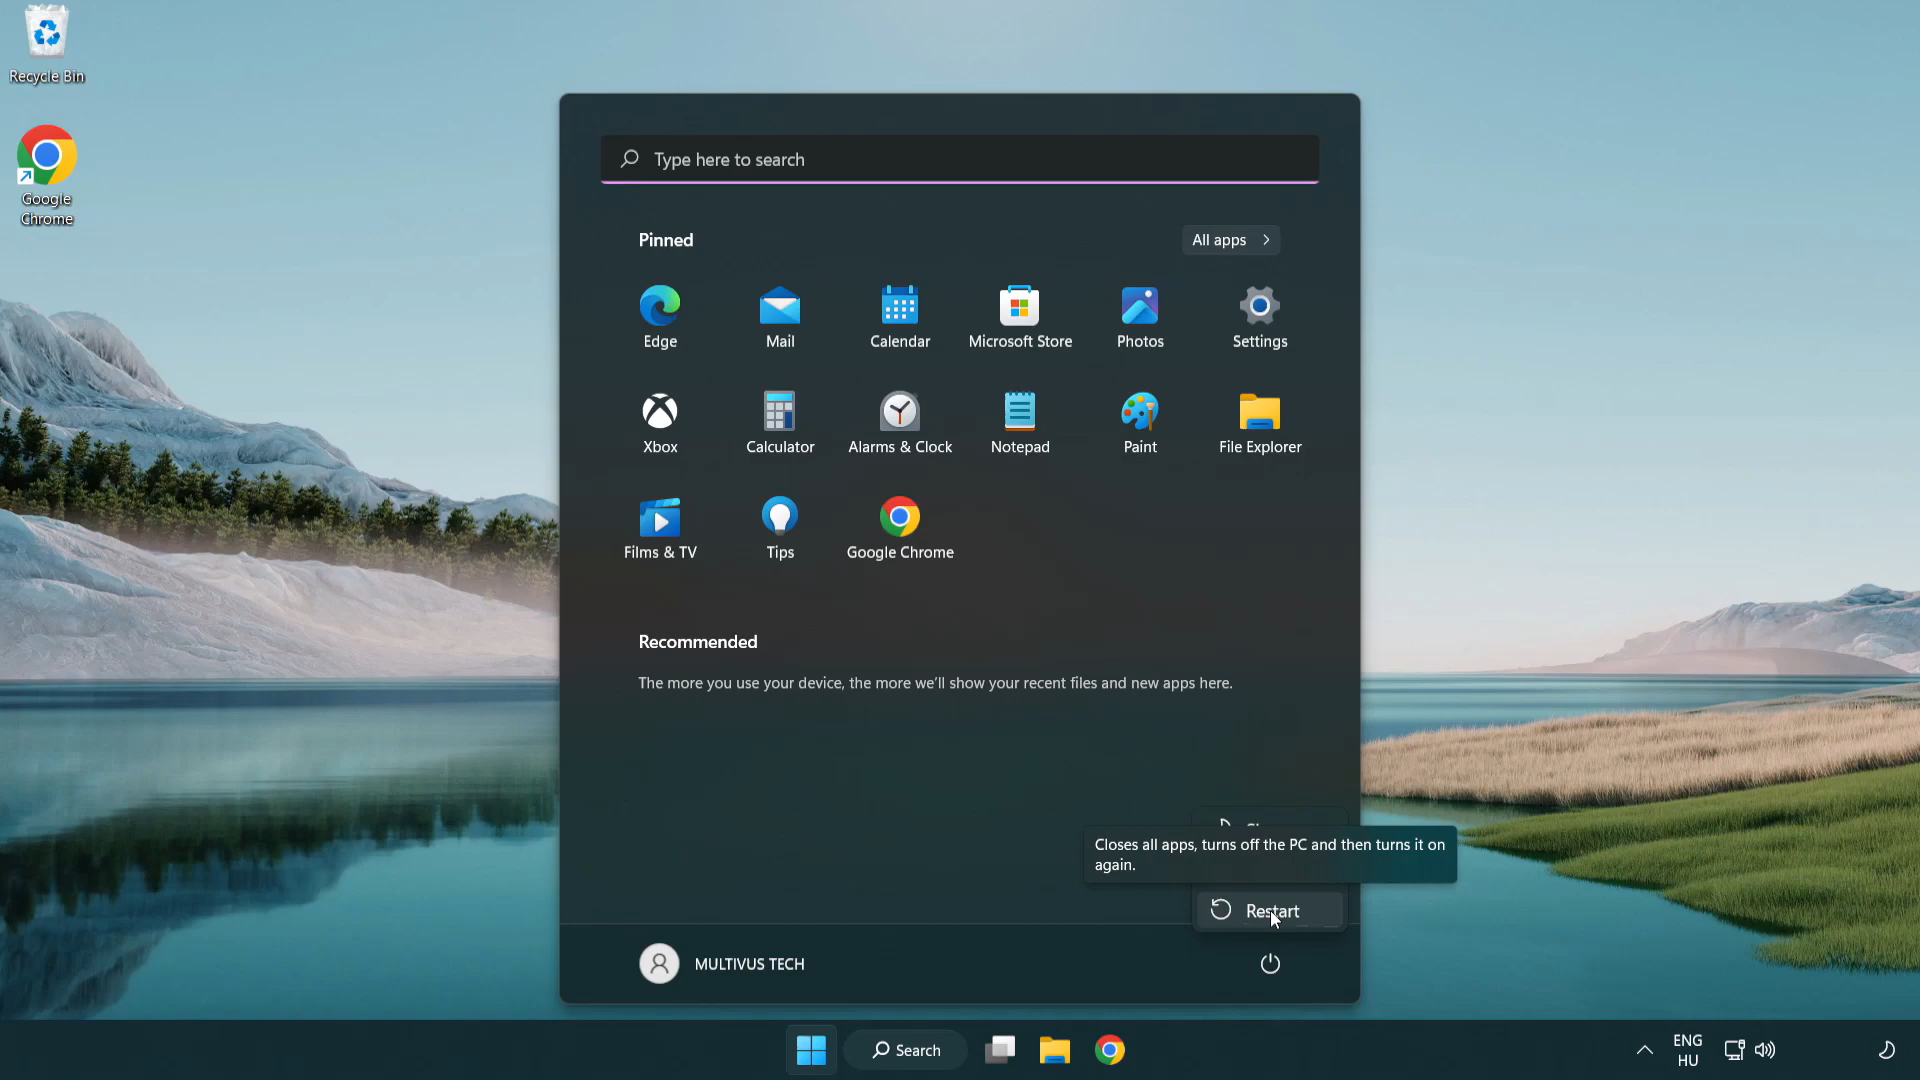 Recycle Bin
Google
Chrome
Type here to search
Pinned
All apps
Edge
Mail
Calendar
Microsoft Store
Photos
Settings
Xbox
Calculator
Alarms & Clock
Notepad
Paint
File Explorer
Films & TV
Tips
Google Chrome
Recommended
The more you use your device, the more we'll show your recent files and new apps here.
Closes all apps, turns off the PC and then turns it on
again.
Restart
MULTIVUS TECH
Search
ENG
HU